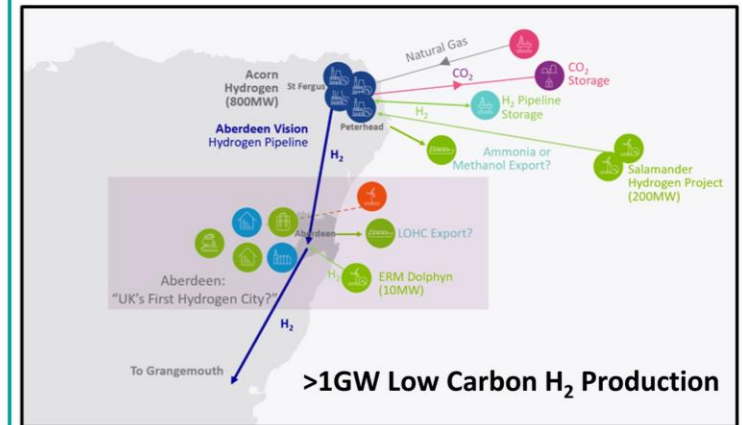 Natural Gas
Acorn
Hydrogen
(800MW)
St Fergus
CO2
CO2
Storage
H2 Pipeline
Storage
H2
Peterhead
Aberdeen Vision
Hydrogen Pipeline
H2
Ammonia or
Methanol Export?
Salamander
Hydrogen Project
(200MW)
Aberdeen
LOHC Export?
H2
ERM Dolphyn
(10MW)
Aberdeen:
"UK's First Hydrogen City?"
H2
To Grangemouth
>1GW Low Carbon H2 Production